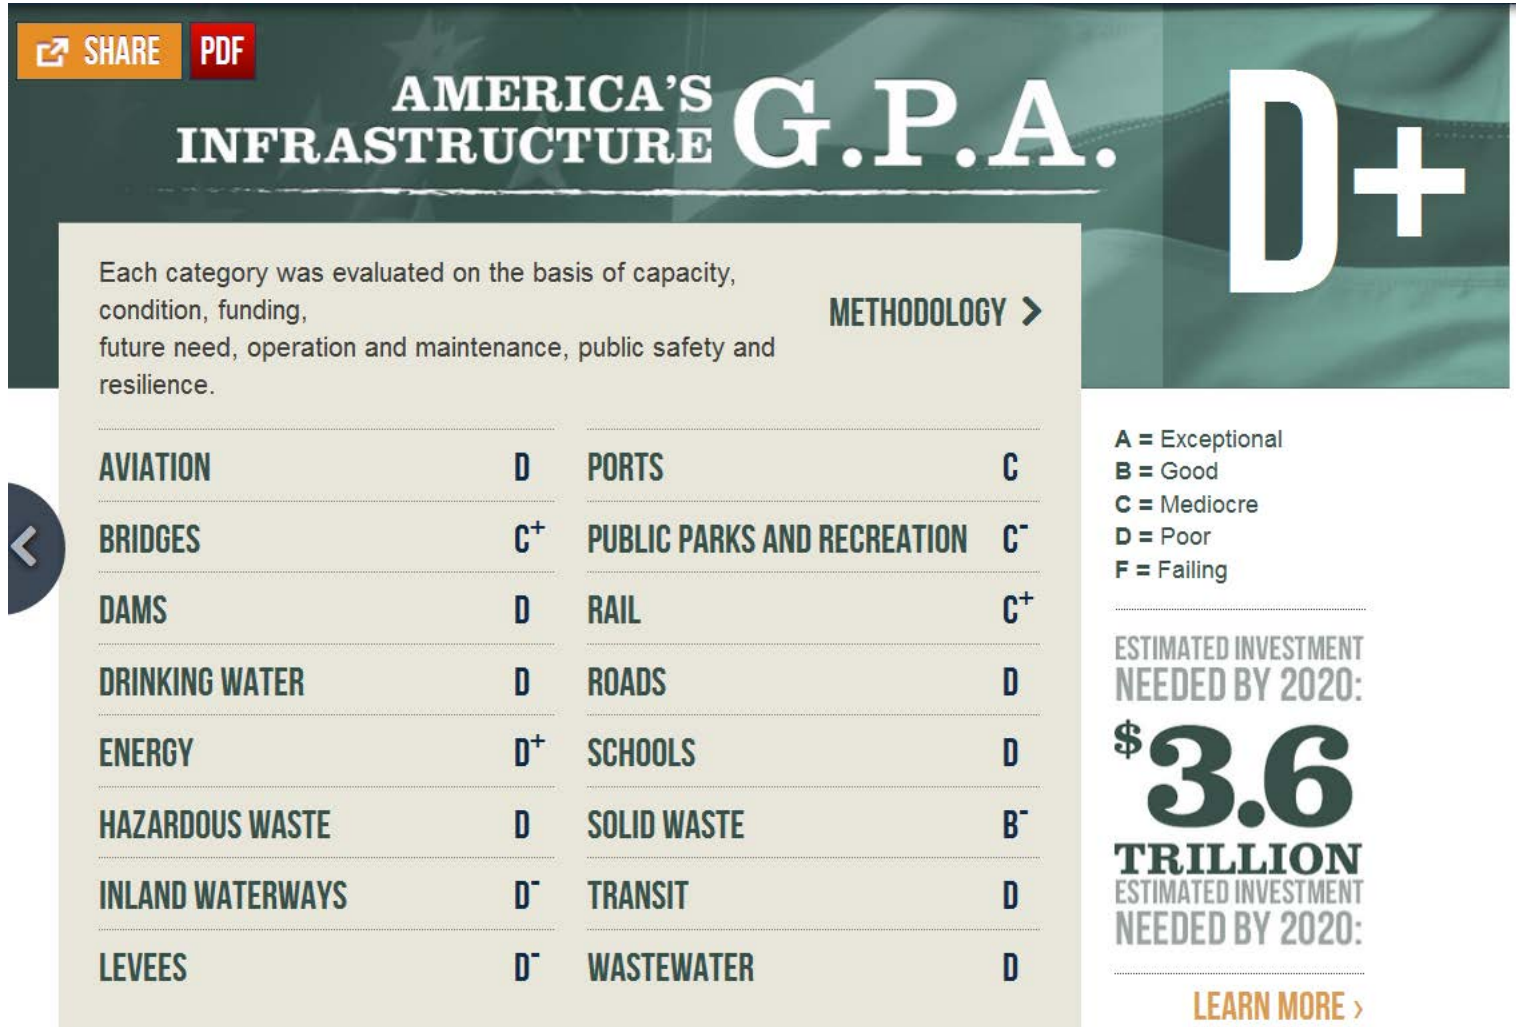 SHARE
PDF
AMERICA'S
INFRASTRUCTURE
G.P.A.
D+
Each category was evaluated on the basis of capacity,
condition, funding,
future need, operation and maintenance, public safety and
resilience.
METHODOLOGY >
AVIATION D
BRIDGES C+
DAMS D
DRINKING WATER D
ENERGY D+
HAZARDOUS WASTE D
INLAND WATERWAYS D-
LEVEES D-
PORTS C
PUBLIC PARKS AND RECREATION C-
RAIL C+
ROADS D
SCHOOLS D
SOLID WASTE B-
TRANSIT D
WASTEWATER D
A = Exceptional
B = Good
C = Mediocre
D = Poor
F = Failing
ESTIMATED INVESTMENT
NEEDED BY 2020:
$3.6
TRILLION
ESTIMATED INVESTMENT
NEEDED BY 2020:
LEARN MORE >